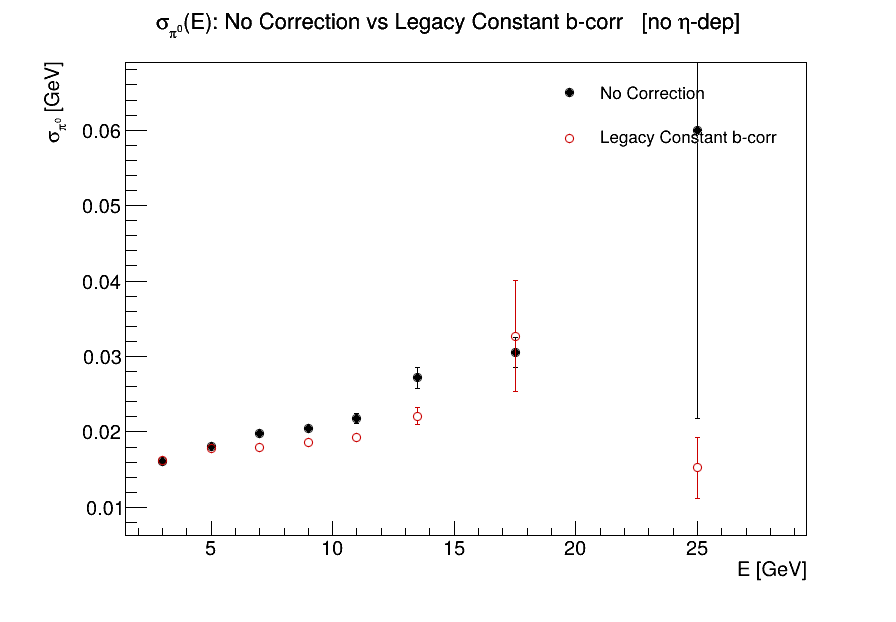 σπ⁰(E): No Correction vs Legacy Constant b-corr [no η-dep]
σπ⁰ [GeV]
No Correction
Legacy Constant b-corr
0.06
0.05
0.04
0.03
0.02
0.01
5 10 15 20 25
E [GeV]